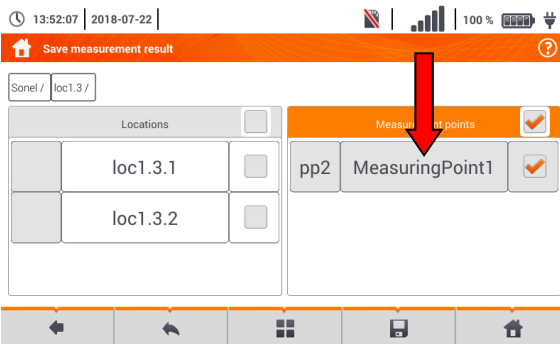 13:52:07 2018-07-22 100 %
Save measurement result ?
Sonel / loc1.3 /
Locations
loc1.3.1
loc1.3.2
Measurement points
pp2 MeasuringPoint1